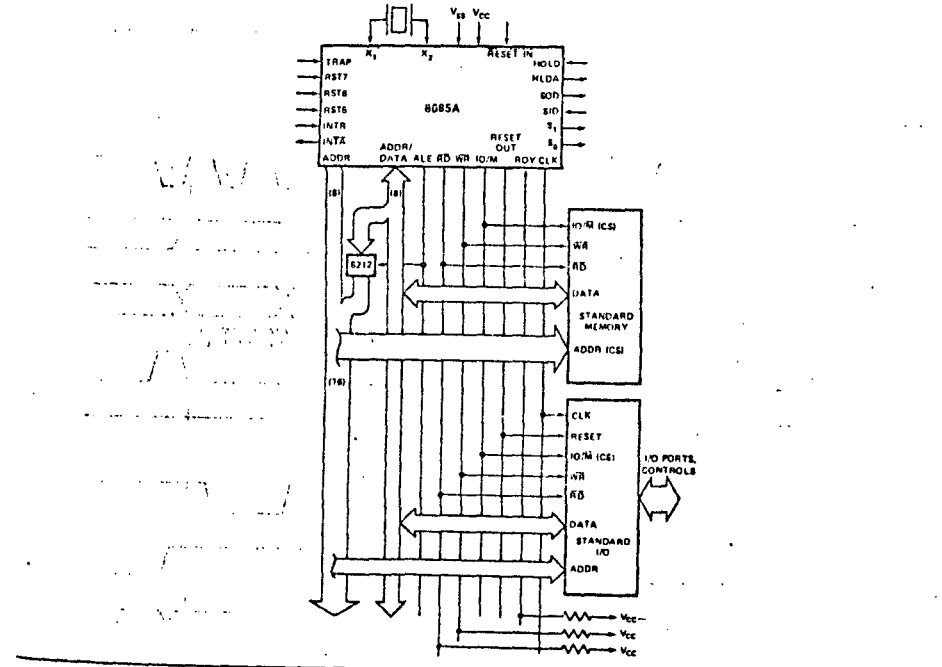 Vss Vcc
X1 X2 RESET IN
TRAP
RST7
RST6
RST5
INTR
INTA
8085A
HOLD
HLDA
SOD
SID
S1
S0
ADDR
ADDR/
DATA
ALE
RD
WR
IO/M
RESET
OUT
RDY
CLK
(8)
(8)
8212
IO/M (CS)
WR
RD
DATA
STANDARD
MEMORY
ADDR (CS)
(16)
CLK
RESET
IO/M (CS)
WR
RD
DATA
STANDARD
I/O
ADDR
I/O PORTS,
CONTROLS
Vcc
Vcc
Vcc